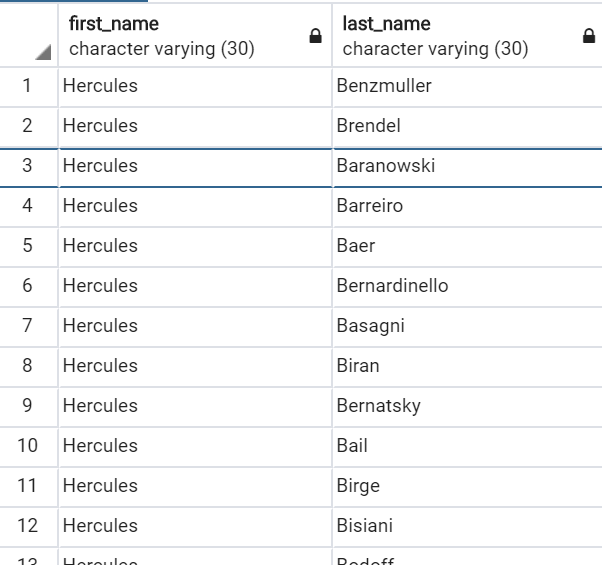 first_name last_name
character varying (30) character varying (30)
1 Hercules Benzmuller
2 Hercules Brendel
3 Hercules Baranowski
4 Hercules Barreiro
5 Hercules Baer
6 Hercules Bernardinello
7 Hercules Basagni
8 Hercules Biran
9 Hercules Bernatsky
10 Hercules Bail
11 Hercules Birge
12 Hercules Bisiani
13 Hercules Bodoff